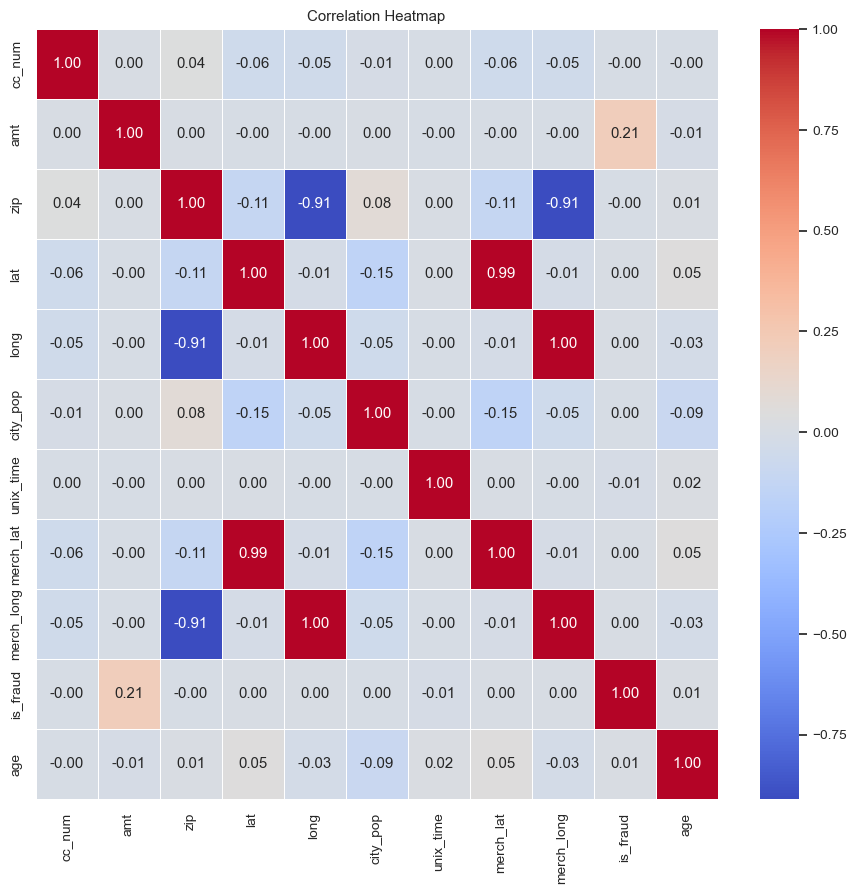 Correlation Heatmap
cc_num 1.00 0.00 0.04 -0.06 -0.05 -0.01 0.00 -0.06 -0.05 -0.00 -0.00
amt 0.00 1.00 0.00 -0.00 -0.00 0.00 -0.00 -0.00 -0.00 0.21 -0.01
zip 0.04 0.00 1.00 -0.11 -0.91 0.08 0.00 -0.11 -0.91 -0.00 0.01
lat -0.06 -0.00 -0.11 1.00 -0.01 -0.15 0.00 0.99 -0.01 0.00 0.05
long -0.05 -0.00 -0.91 -0.01 1.00 -0.05 -0.00 -0.01 1.00 0.00 -0.03
city_pop -0.01 0.00 0.08 -0.15 -0.05 1.00 -0.00 -0.15 -0.05 0.00 -0.09
unix_time 0.00 -0.00 0.00 0.00 -0.00 -0.00 1.00 0.00 -0.00 -0.01 0.02
merch_lat -0.06 -0.00 -0.11 0.99 -0.01 -0.15 0.00 1.00 -0.01 0.00 0.05
merch_long -0.05 -0.00 -0.91 -0.01 1.00 -0.05 -0.00 -0.01 1.00 0.00 -0.03
is_fraud -0.00 0.21 -0.00 0.00 0.00 0.00 -0.01 0.00 0.00 1.00 0.01
age -0.00 -0.01 0.01 0.05 -0.03 -0.09 0.02 0.05 -0.03 0.01 1.00
cc_num amt zip lat long city_pop unix_time merch_lat merch_long is_fraud age
1.00
0.75
0.50
0.25
0.00
−0.25
−0.50
−0.75